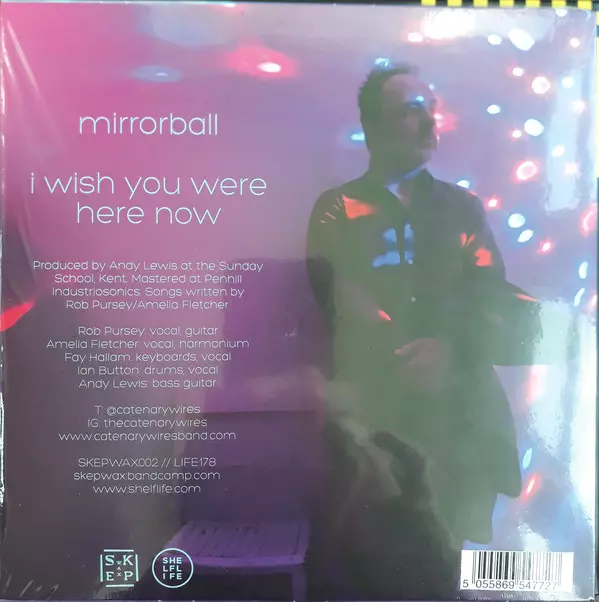 mirrorball
i wish you were
here now
Produced by Andy Lewis at the Sunday
School, Kent. Mastered at Penhill
Industriosonics. Songs written by
Rob Pursey/Amelia Fletcher
Rob Pursey: vocal, guitar
Amelia Fletcher: vocal, harmonium
Fay Hallam: keyboards, vocal
Ian Button: drums, vocal
Andy Lewis: bass guitar
T: @catenarywires
IG: thecatenarywires
www.catenarywiresband.com
SKEPWAX002 // LIFE178
skepwax.bandcamp.com
www.shelflife.com
S K
E P
SHE
LFL
IFE
5 055869 547727